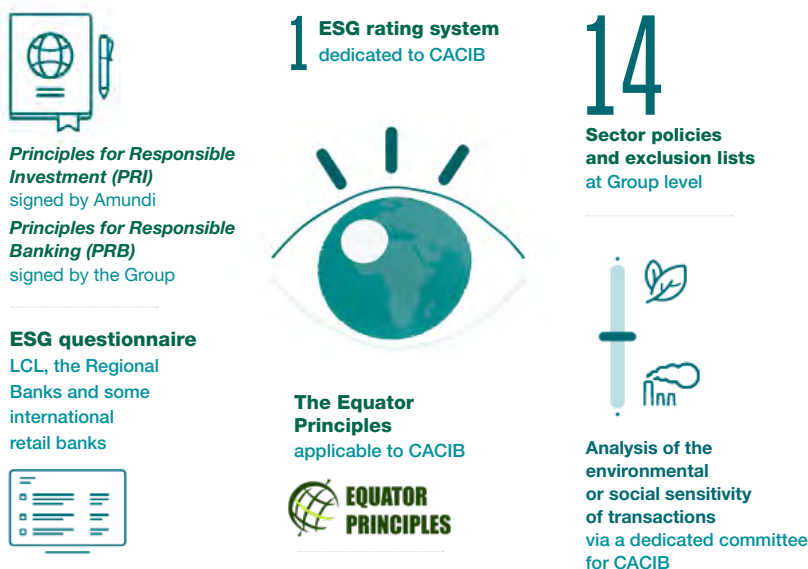 Principles for Responsible
Investment (PRI)
signed by Amundi
Principles for Responsible
Banking (PRB)
signed by the Group
ESG questionnaire
LCL, the Regional
Banks and some
international
retail banks
1 ESG rating system
dedicated to CACIB
The Equator
Principles
applicable to CACIB
EQUATOR
PRINCIPLES
14
Sector policies
and exclusion lists
at Group level
Analysis of the
environmental
or social sensitivity
of transactions
via a dedicated committee
for CACIB